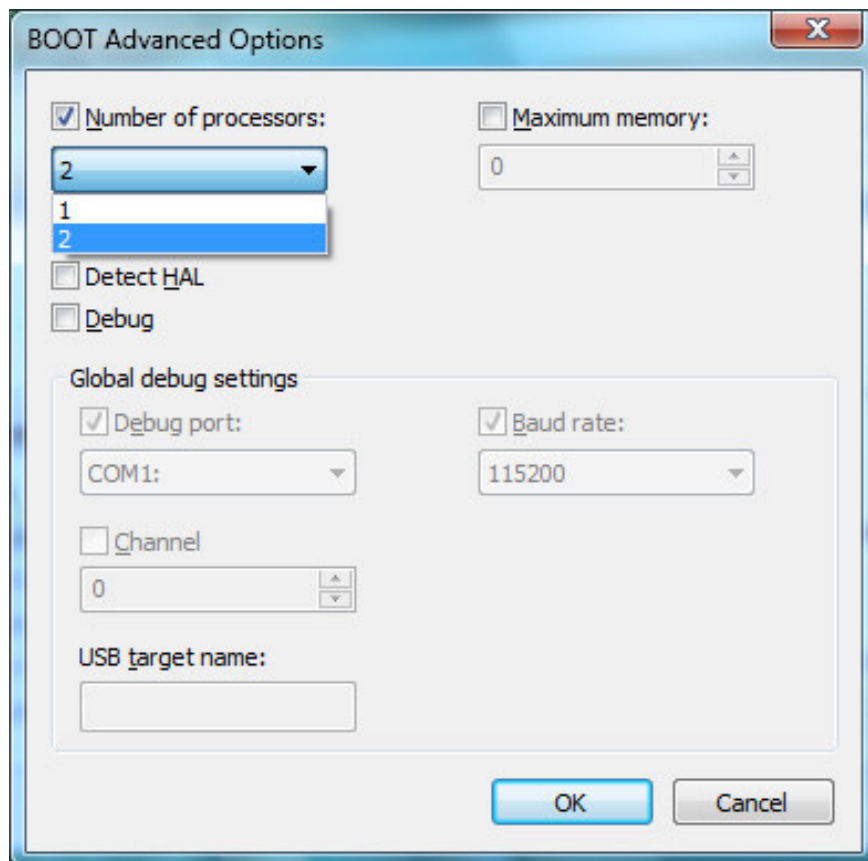 BOOT Advanced Options
Number of processors:
Maximum memory:
2
0
1
2
Detect HAL
Debug
Global debug settings
Debug port:
Baud rate:
COM1:
115200
Channel
0
USB target name:
OK
Cancel